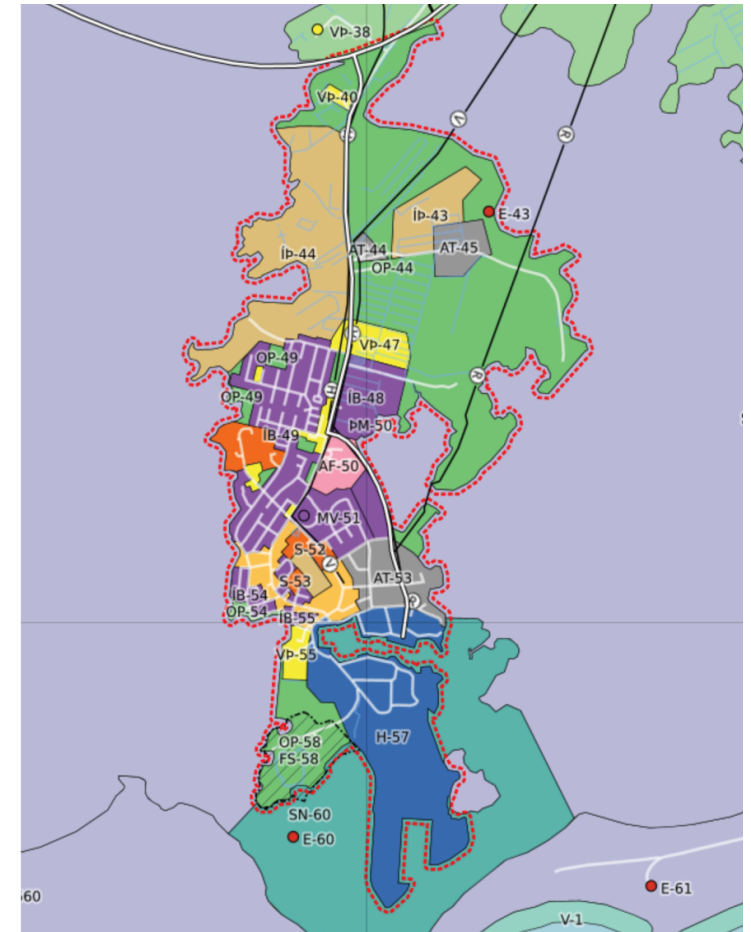 VÞ-38
VÞ-40
V
R
H
ÍÞ-43
E-43
AT-44
AT-45
ÍÞ-44
OP-44
H
VÞ-47
OP-49
R
H
OP-49
ÍB-48
ÍB-49
ÞM-50
AF-50
MV-51
S-52
V
S-53
AT-53
ÍB-54
R
OP-54
ÍB-55
VÞ-55
H-57
OP-58
FS-58
SN-60
E-60
E-61
60
V-1